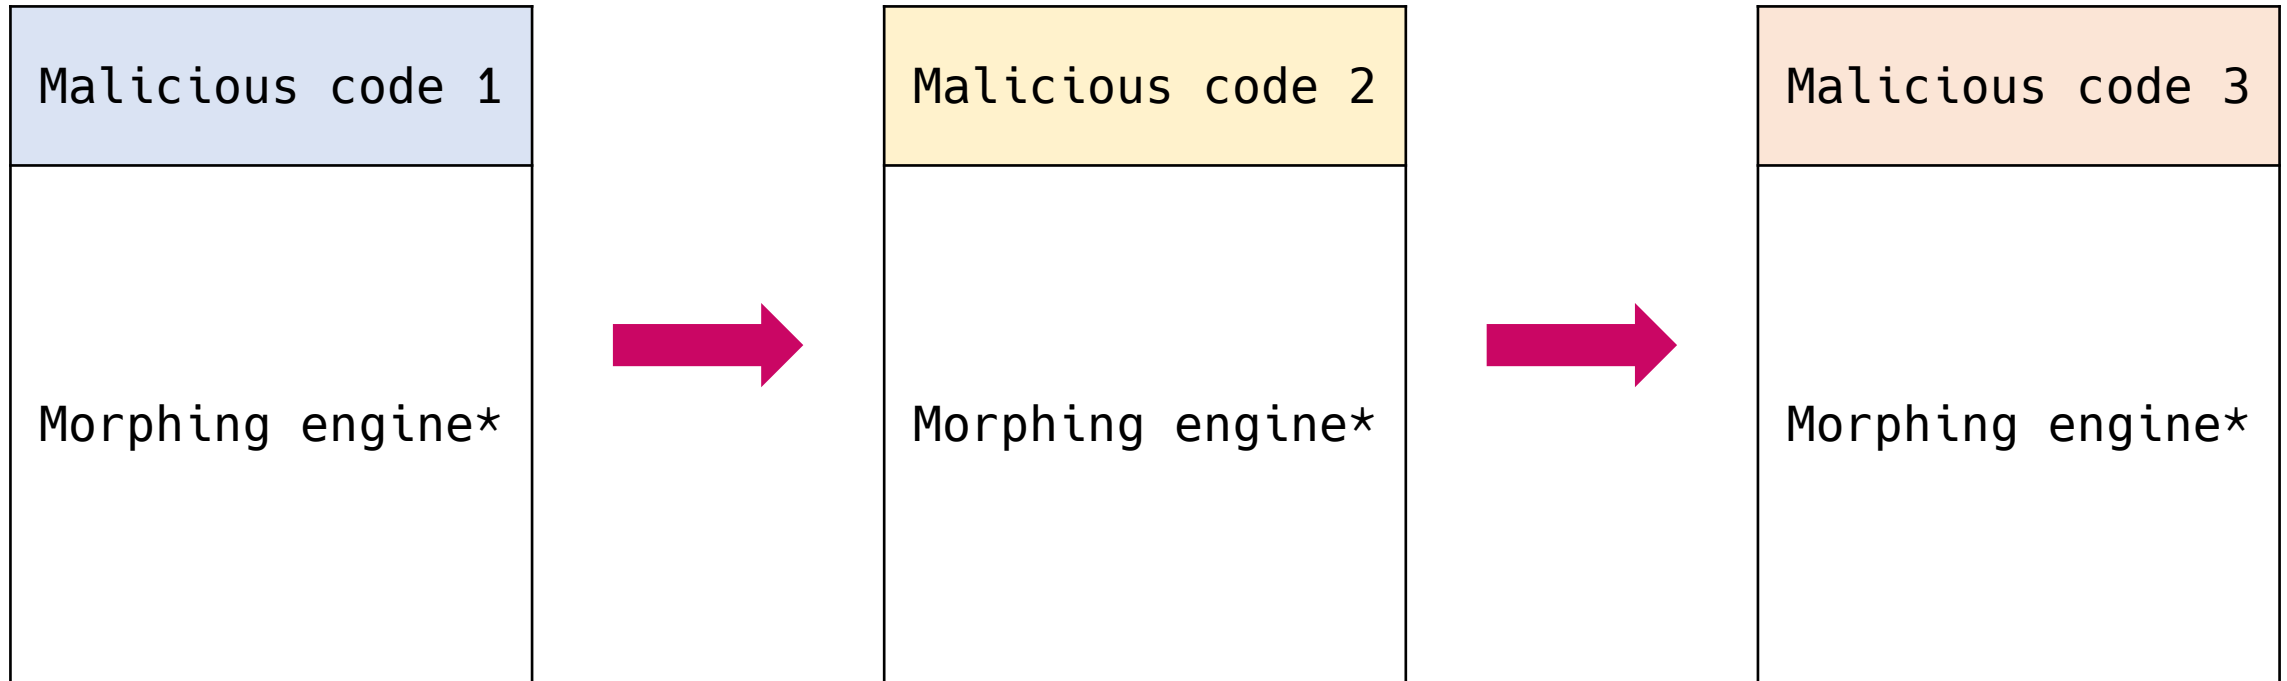 Malicious code 1
Malicious code 2
Malicious code 3
Morphing engine*
Morphing engine*
Morphing engine*